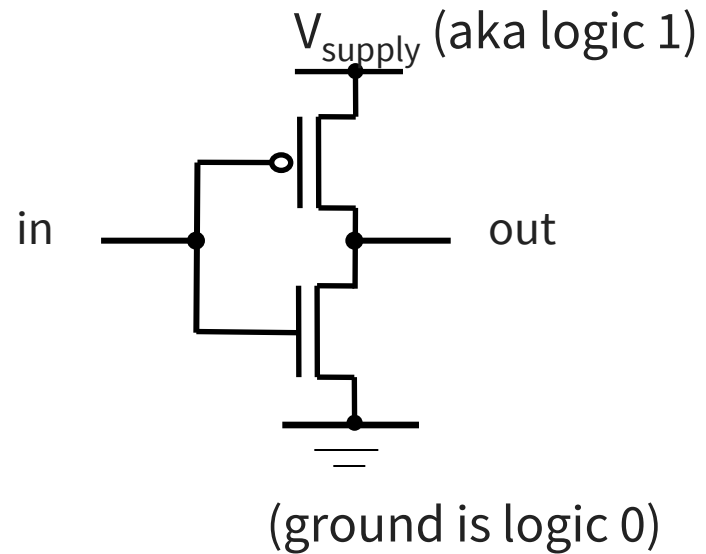 Vsupply (aka logic 1)
in
out
(ground is logic 0)